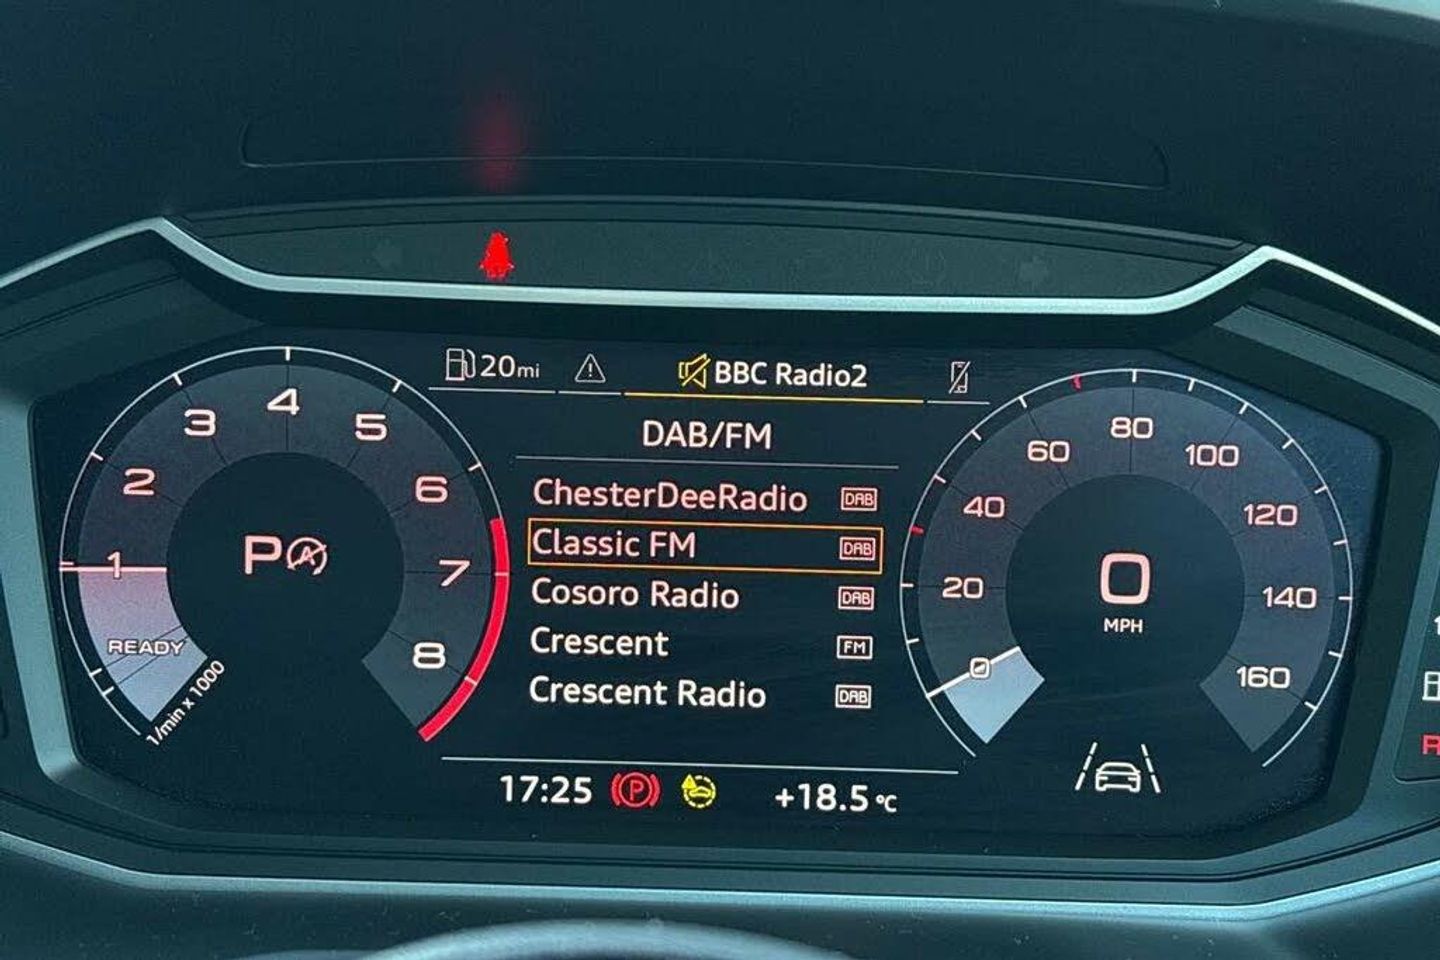 20mi
BBC Radio2
DAB/FM
ChesterDeeRadio DAB
Classic FM DAB
Cosoro Radio DAB
Crescent FM
Crescent Radio DAB
17:25 P +18.5 °C
1 2 3 4 5 6 7 8
P A
READY
1/min x 1000
0 20 40 60 80 100 120 140 160
0
MPH
R